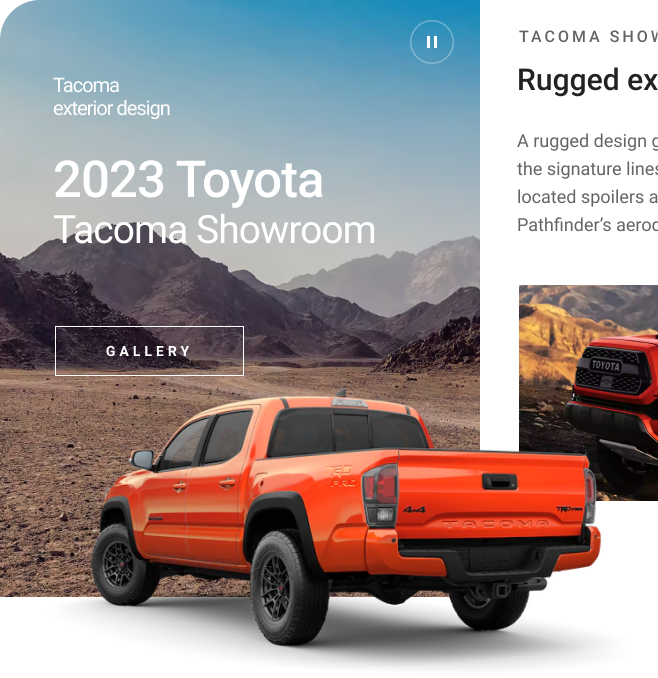 Tacoma
exterior design
2023 Toyota
Tacoma Showroom
GALLERY
TACOMA SHOW
Rugged ex
A rugged design g
the signature lines
located spoilers a
Pathfinder's aerod
TOYOTA
TRD
PRO
4x4
TACOMA
TRD PRO